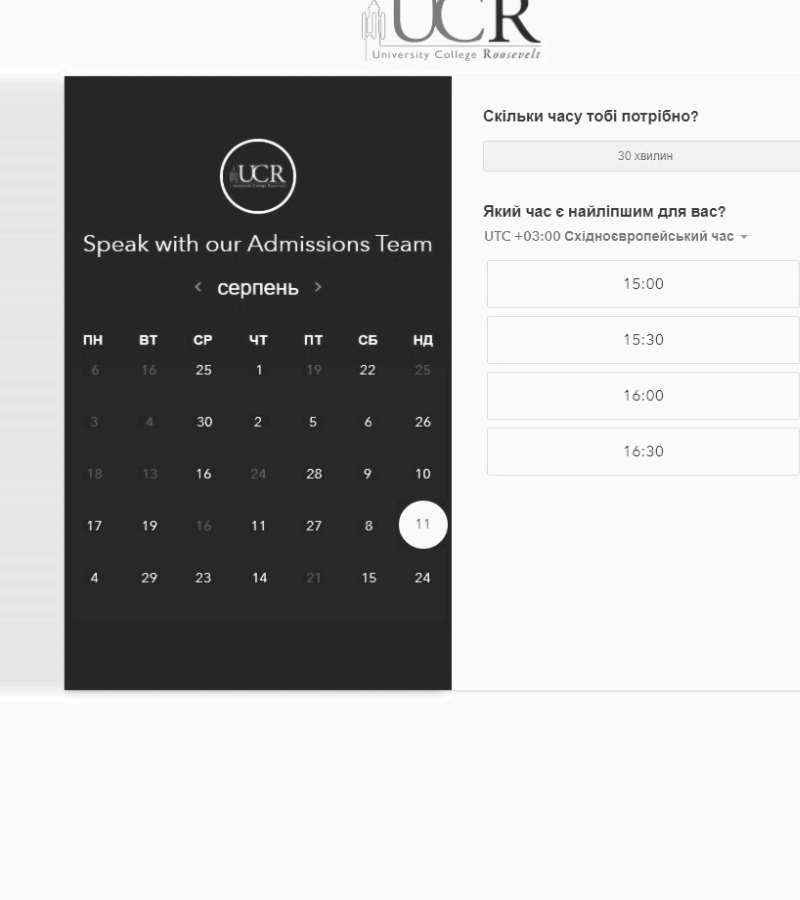 UCR
University College Roosevelt
UCR
Speak with our Admissions Team
‹ серпень ›
ПН ВТ СР ЧТ ПТ СБ НД
6 16 25 1 19 22 25
3 4 30 2 5 6 26
18 13 16 24 28 9 10
17 19 16 11 27 8 11
4 29 23 14 21 15 24
Скільки часу тобі потрібно?
30 хвилин
Який час є найліпшим для вас?
UTC +03:00 Східноєвропейський час
15:00
15:30
16:00
16:30